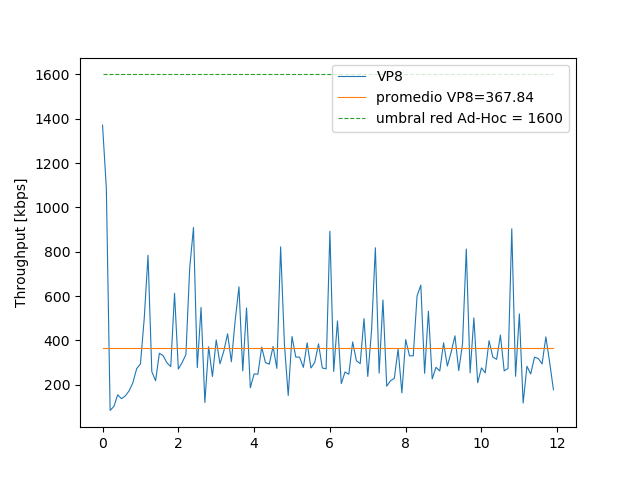 VP8
promedio VP8=367.84
umbral red Ad-Hoc = 1600
Throughput [kbps]
1600
1400
1200
1000
800
600
400
200
0 2 4 6 8 10 12